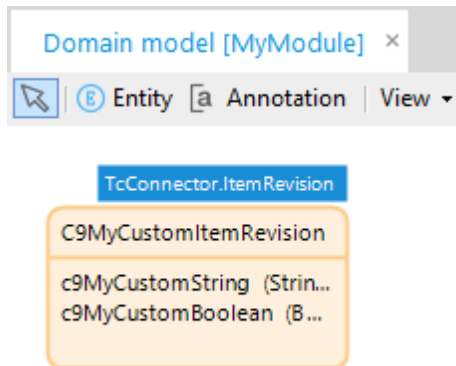 Domain model [MyModule] ×
E Entity [a Annotation View
TcConnector.ItemRevision
C9MyCustomItemRevision
c9MyCustomString (Strin...
c9MyCustomBoolean (B...